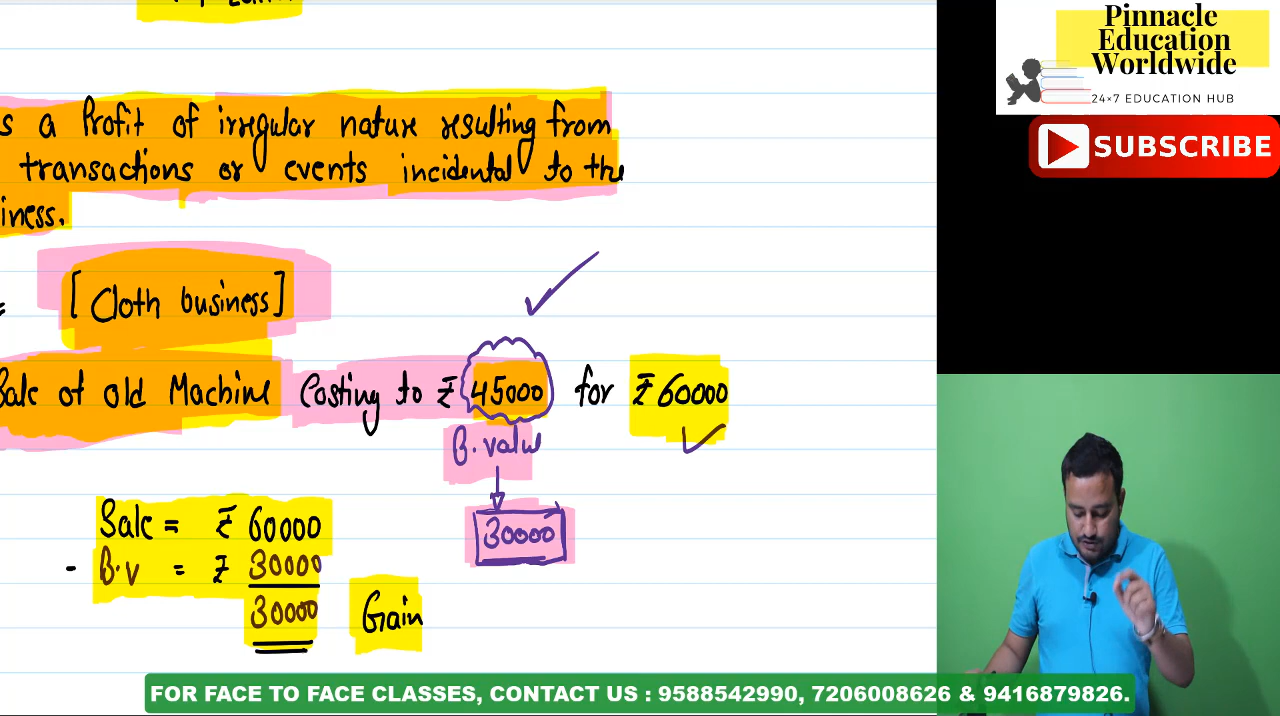 s a Profit of irregular nature resulting from
transactions or events incidental to the
iness.
= [Cloth business]
Sale of old Machine Costing to ₹ 45000 for ₹ 60000
B. value
30000
Sale = ₹ 60000
- B.V = ₹ 30000
30000 Gain
Pinnacle
Education
Worldwide
24×7 EDUCATION HUB
SUBSCRIBE
FOR FACE TO FACE CLASSES, CONTACT US : 9588542990, 7206008626 & 9416879826.